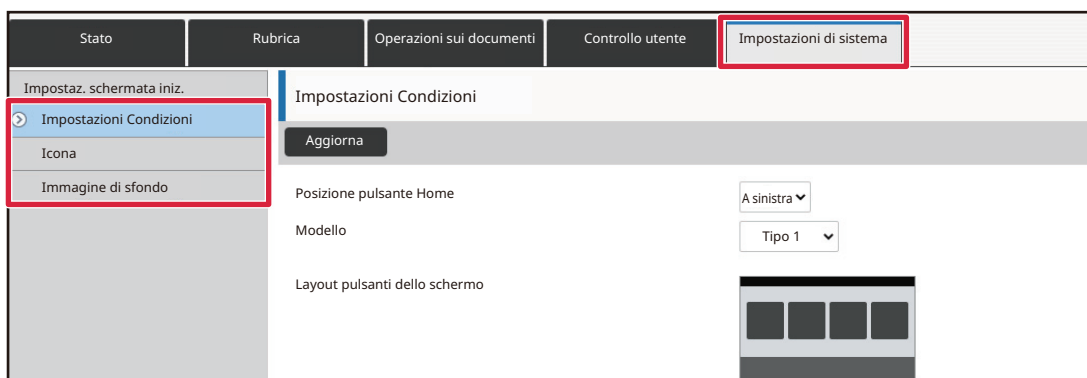 Stato
Rubrica
Operazioni sui documenti
Controllo utente
Impostazioni di sistema
Impostaz. schermata iniz.
Impostazioni Condizioni
Icona
Immagine di sfondo
Impostazioni Condizioni
Aggiorna
Posizione pulsante Home
A sinistra
Modello
Tipo 1
Layout pulsanti dello schermo